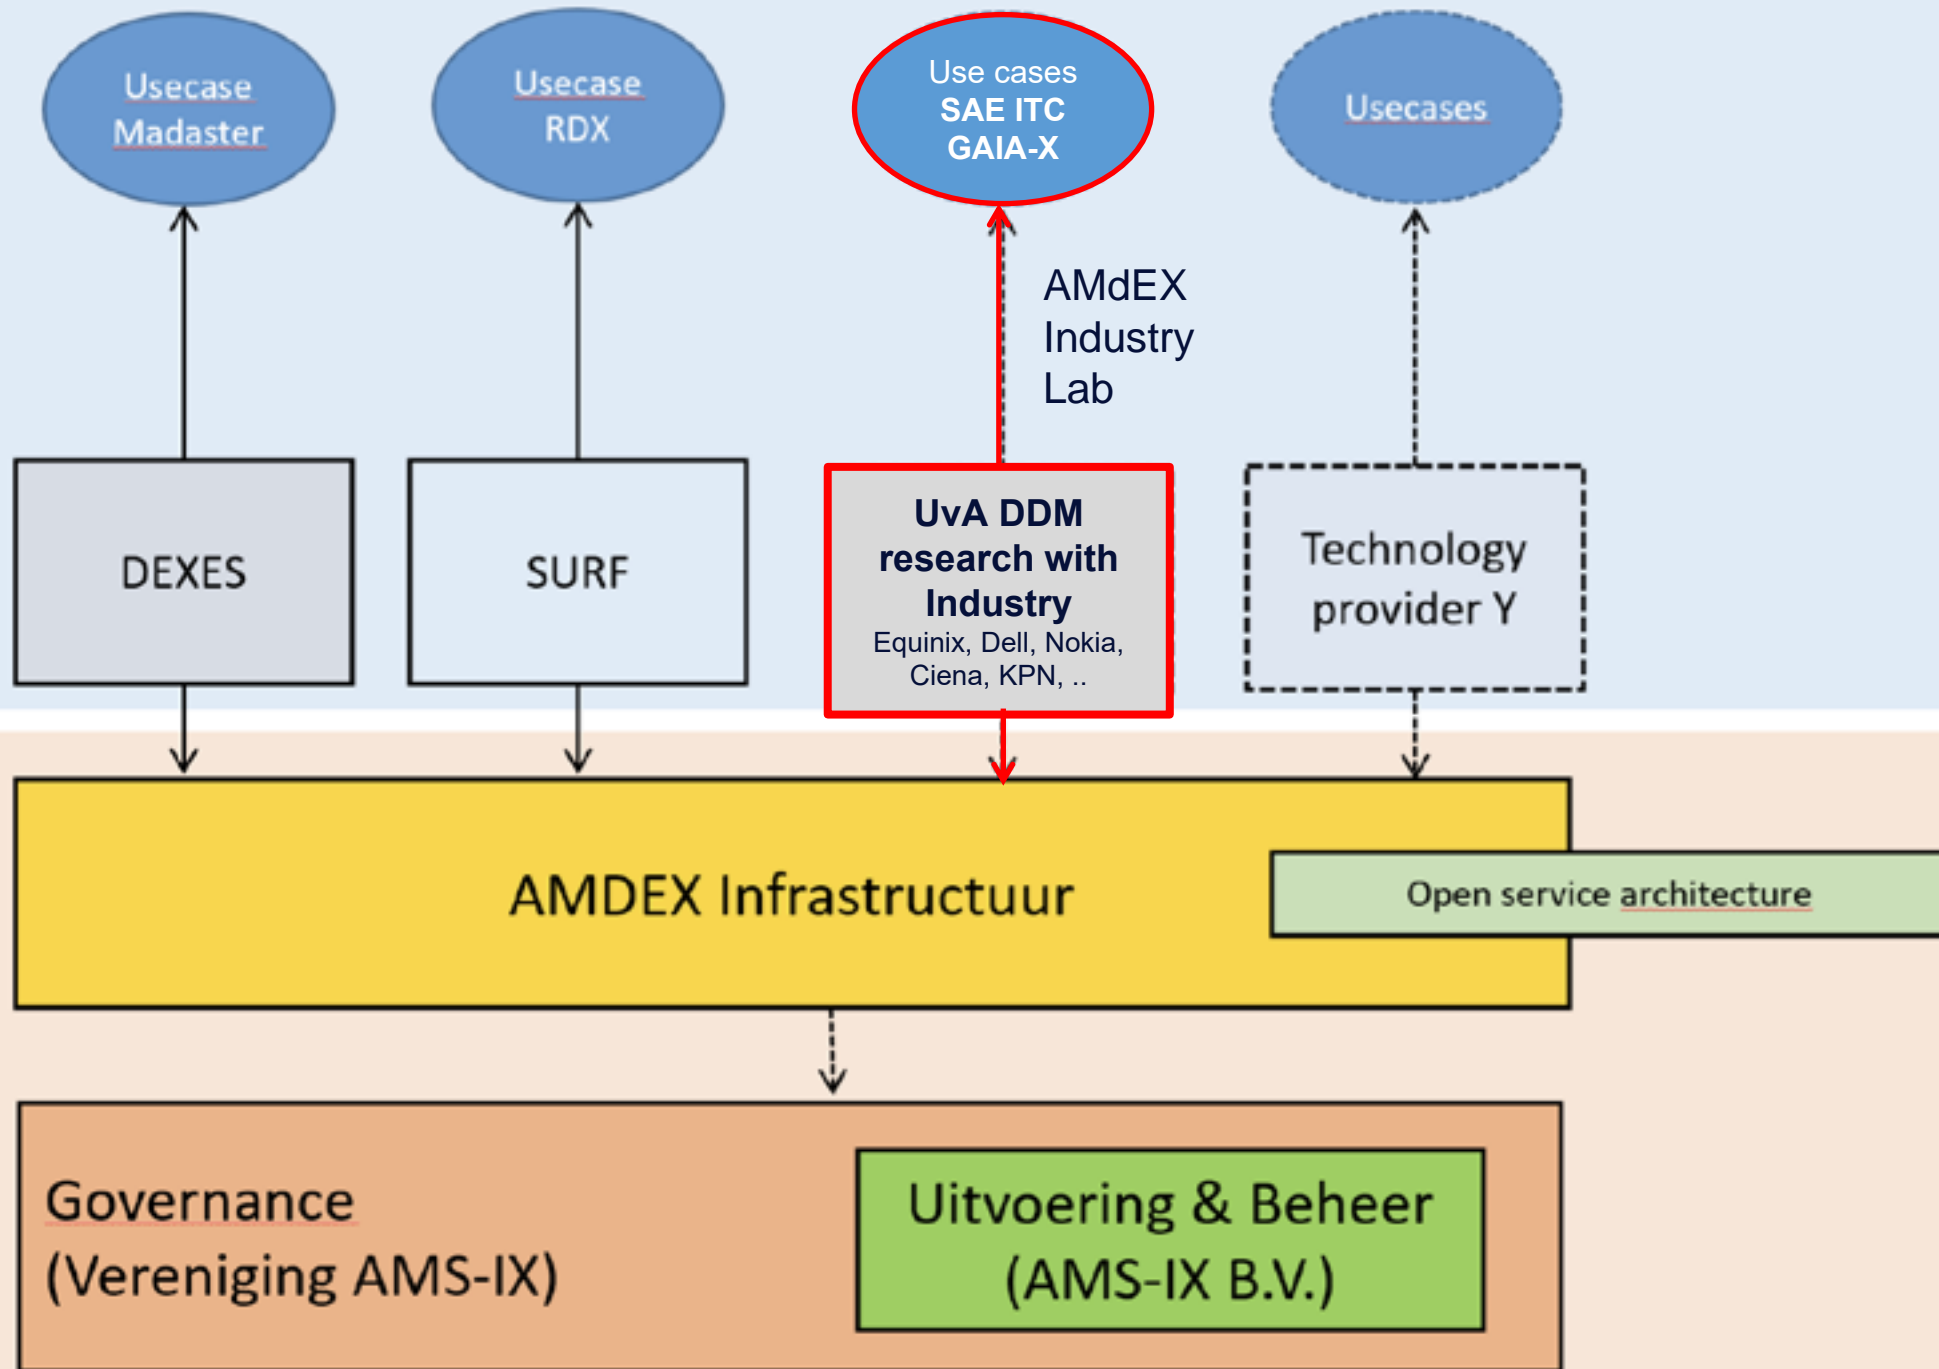 Usecase
Madaster
Usecase
RDX
Use cases
SAE ITC
GAIA-X
Usecases
AMdEX
Industry
Lab
DEXES
SURF
UvA DDM
research with
Industry
Equinix, Dell, Nokia,
Ciena, KPN, ..
Technology
provider Y
AMDEX Infrastructuur
Open service architecture
Governance
(Vereniging AMS-IX)
Uitvoering & Beheer
(AMS-IX B.V.)